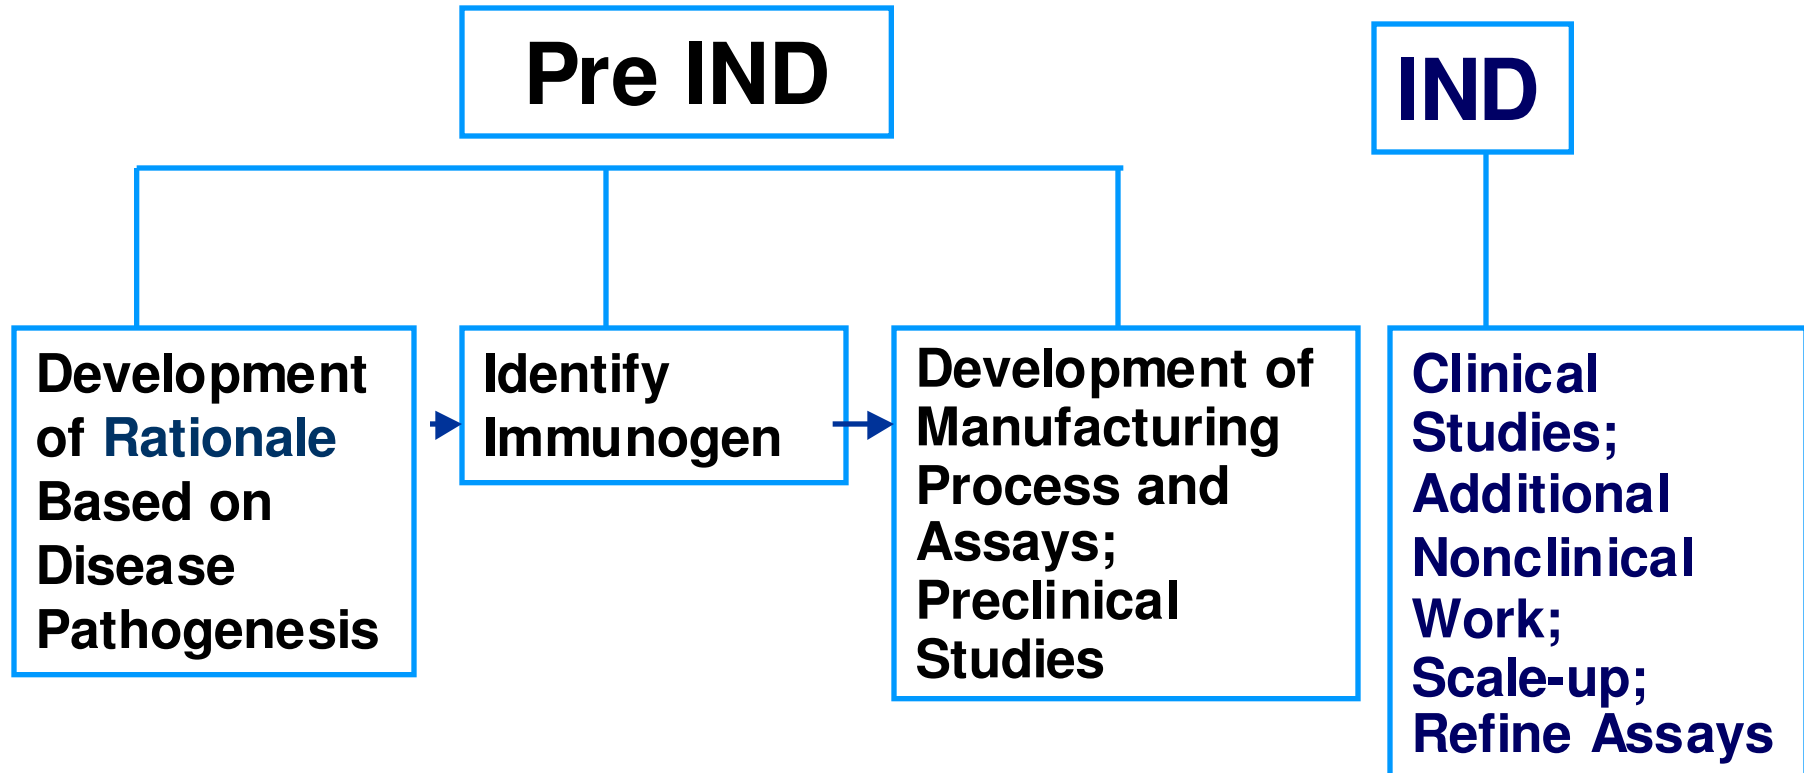 Pre IND
IND
Development
of Rationale
Based on
Disease
Pathogenesis
Identify
Immunogen
Development of
Manufacturing
Process and
Assays;
Preclinical
Studies
Clinical
Studies;
Additional
Nonclinical
Work;
Scale-up;
Refine Assays